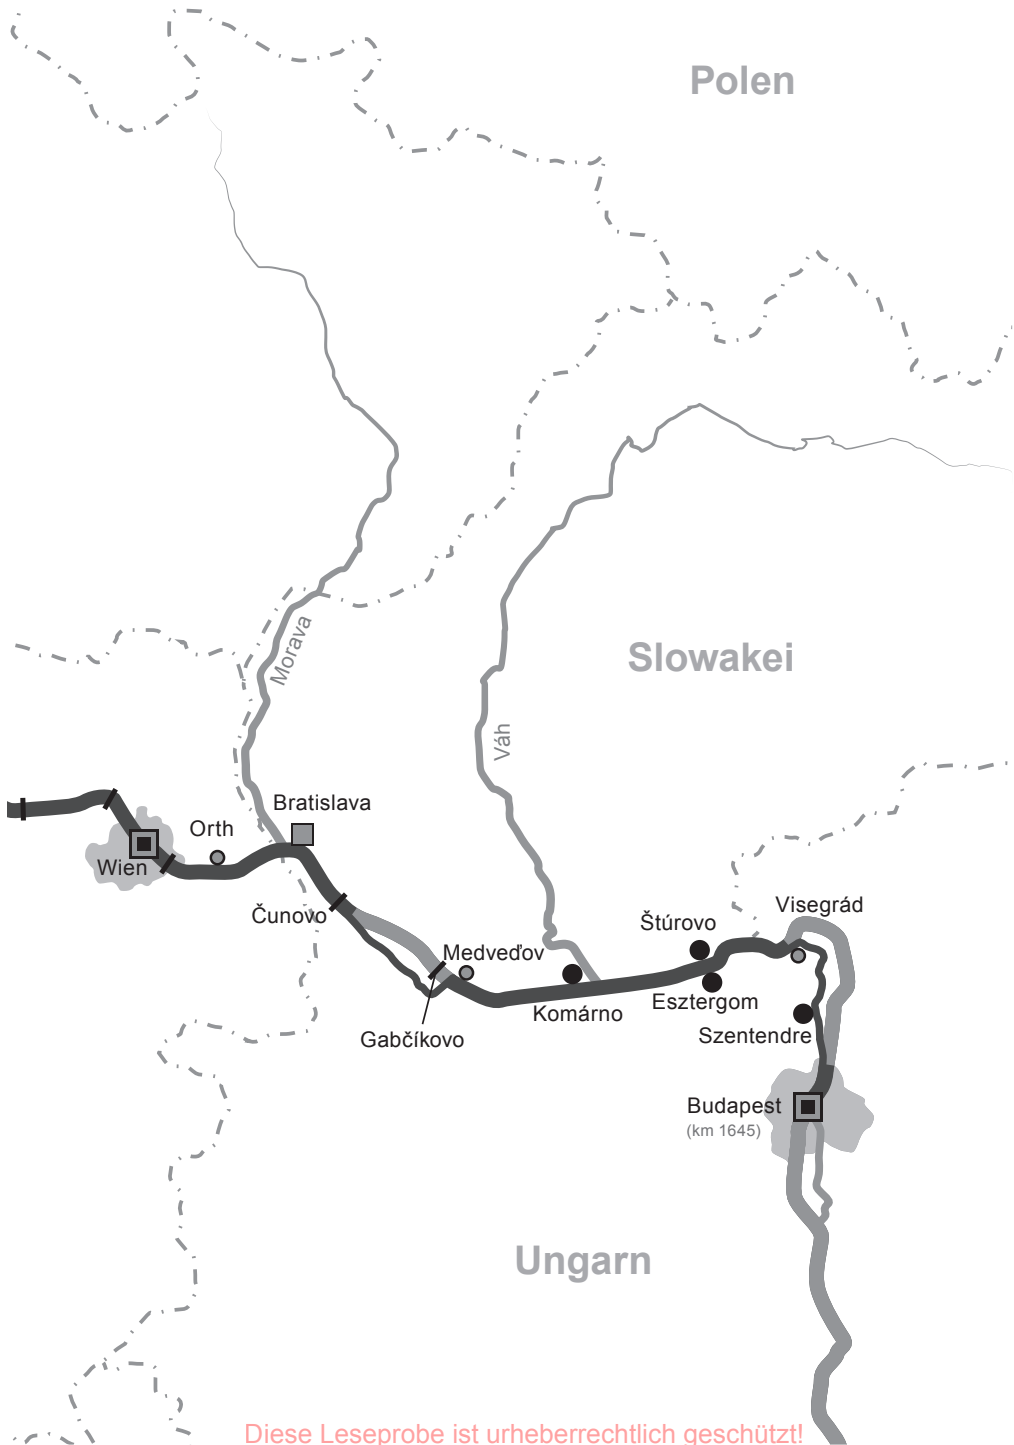 Polen
Morava
Slowakei
Váh
Bratislava
Orth
Wien
Čunovo
Visegrád
Štúrovo
Medveďov
Esztergom
Komárno
Szentendre
Gabčíkovo
Budapest
(km 1645)
Ungarn
Diese Leseprobe ist urheberrechtlich geschützt!